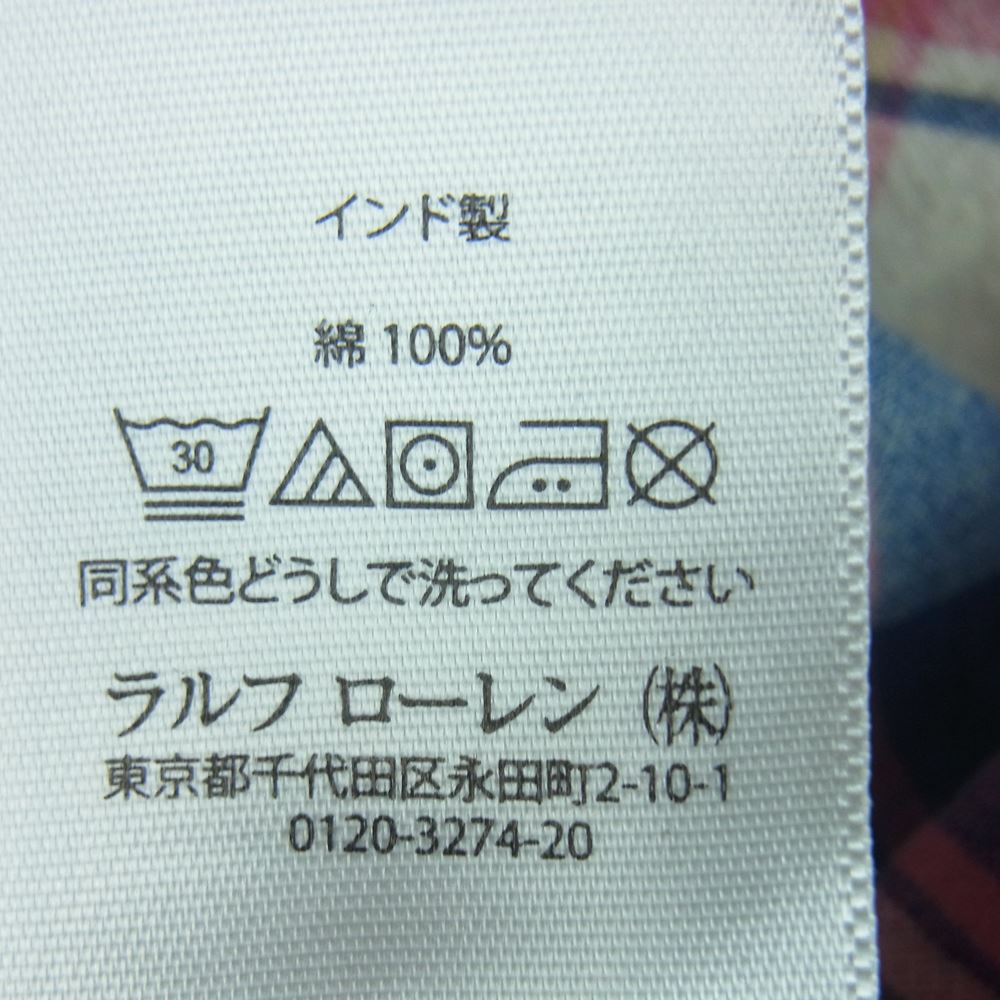 インド製
綿 100%
30
同系色どうしで洗ってください
ラルフ ローレン (株)
東京都千代田区永田町2-10-1
0120-3274-20